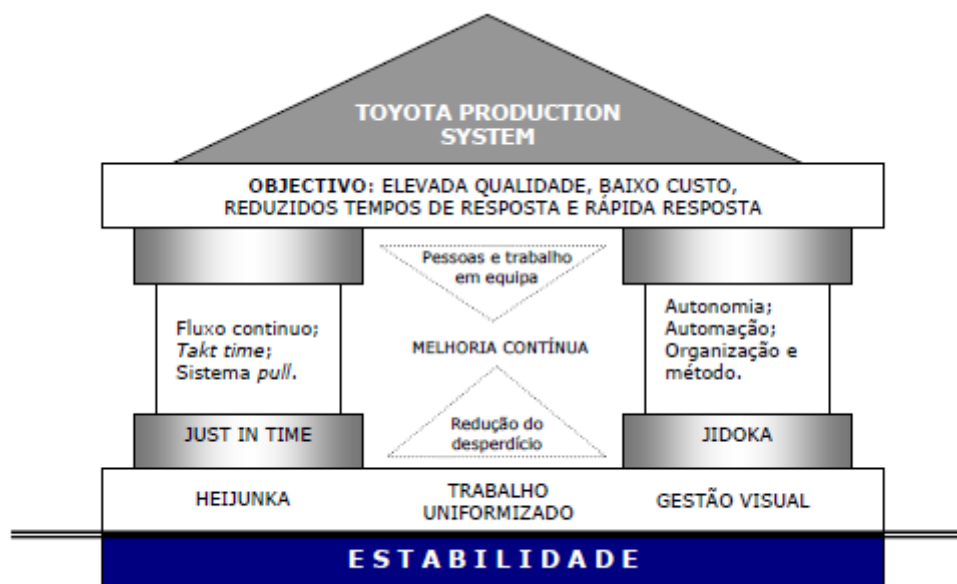 TOYOTA PRODUCTION
SYSTEM
OBJECTIVO: ELEVADA QUALIDADE, BAIXO CUSTO,
REDUZIDOS TEMPOS DE RESPOSTA E RÁPIDA RESPOSTA
Pessoas e trabalho
em equipa
Fluxo continuo;
Takt time;
Sistema pull.
MELHORIA CONTÍNUA
Autonomia;
Automação;
Organização e
método.
JUST IN TIME
Redução do
desperdício
JIDOKA
HEIJUNKA
TRABALHO
UNIFORMIZADO
GESTÃO VISUAL
ESTABILIDADE